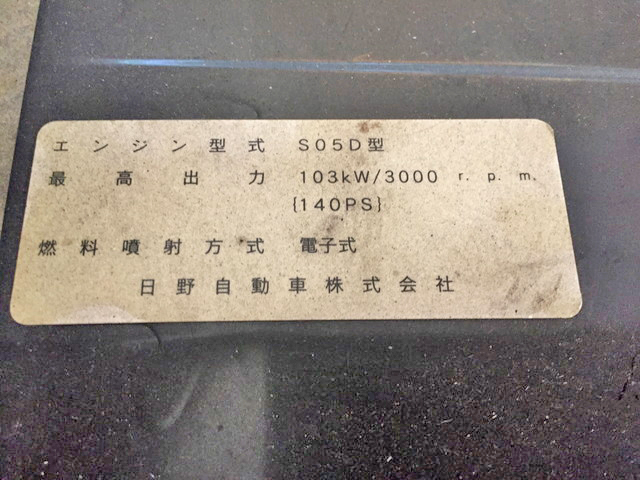 エンジン型式 S05D型
最高出力 103kW/3000 r.p.m.
{140PS}
燃料噴射方式 電子式
日野自動車株式会社